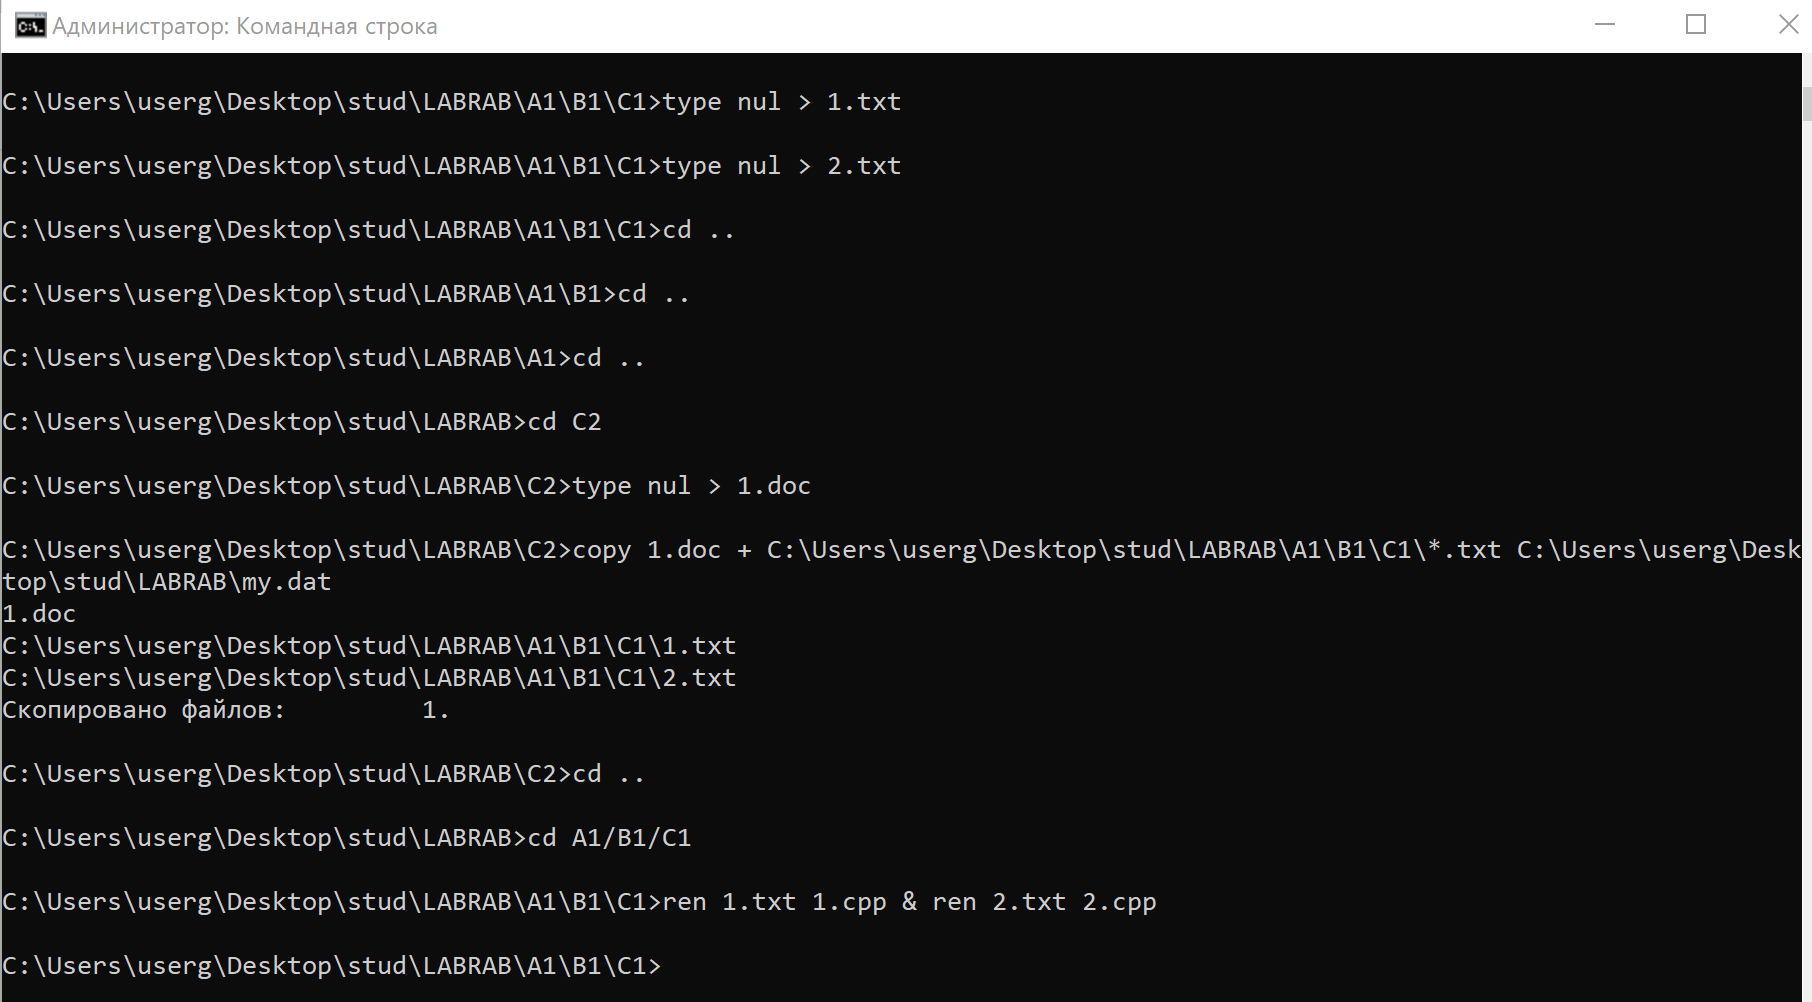 Администратор: Командная строка
C:\Users\userg\Desktop\stud\LABRAB\A1\B1\C1>type nul > 1.txt
C:\Users\userg\Desktop\stud\LABRAB\A1\B1\C1>type nul > 2.txt
C:\Users\userg\Desktop\stud\LABRAB\A1\B1\C1>cd ..
C:\Users\userg\Desktop\stud\LABRAB\A1\B1>cd ..
C:\Users\userg\Desktop\stud\LABRAB\A1>cd ..
C:\Users\userg\Desktop\stud\LABRAB>cd C2
C:\Users\userg\Desktop\stud\LABRAB\C2>type nul > 1.doc
C:\Users\userg\Desktop\stud\LABRAB\C2>copy 1.doc + C:\Users\userg\Desktop\stud\LABRAB\A1\B1\C1\*.txt C:\Users\userg\Desk
top\stud\LABRAB\my.dat
1.doc
C:\Users\userg\Desktop\stud\LABRAB\A1\B1\C1\1.txt
C:\Users\userg\Desktop\stud\LABRAB\A1\B1\C1\2.txt
Скопировано файлов:         1.
C:\Users\userg\Desktop\stud\LABRAB\C2>cd ..
C:\Users\userg\Desktop\stud\LABRAB>cd A1/B1/C1
C:\Users\userg\Desktop\stud\LABRAB\A1\B1\C1>ren 1.txt 1.cpp & ren 2.txt 2.cpp
C:\Users\userg\Desktop\stud\LABRAB\A1\B1\C1>